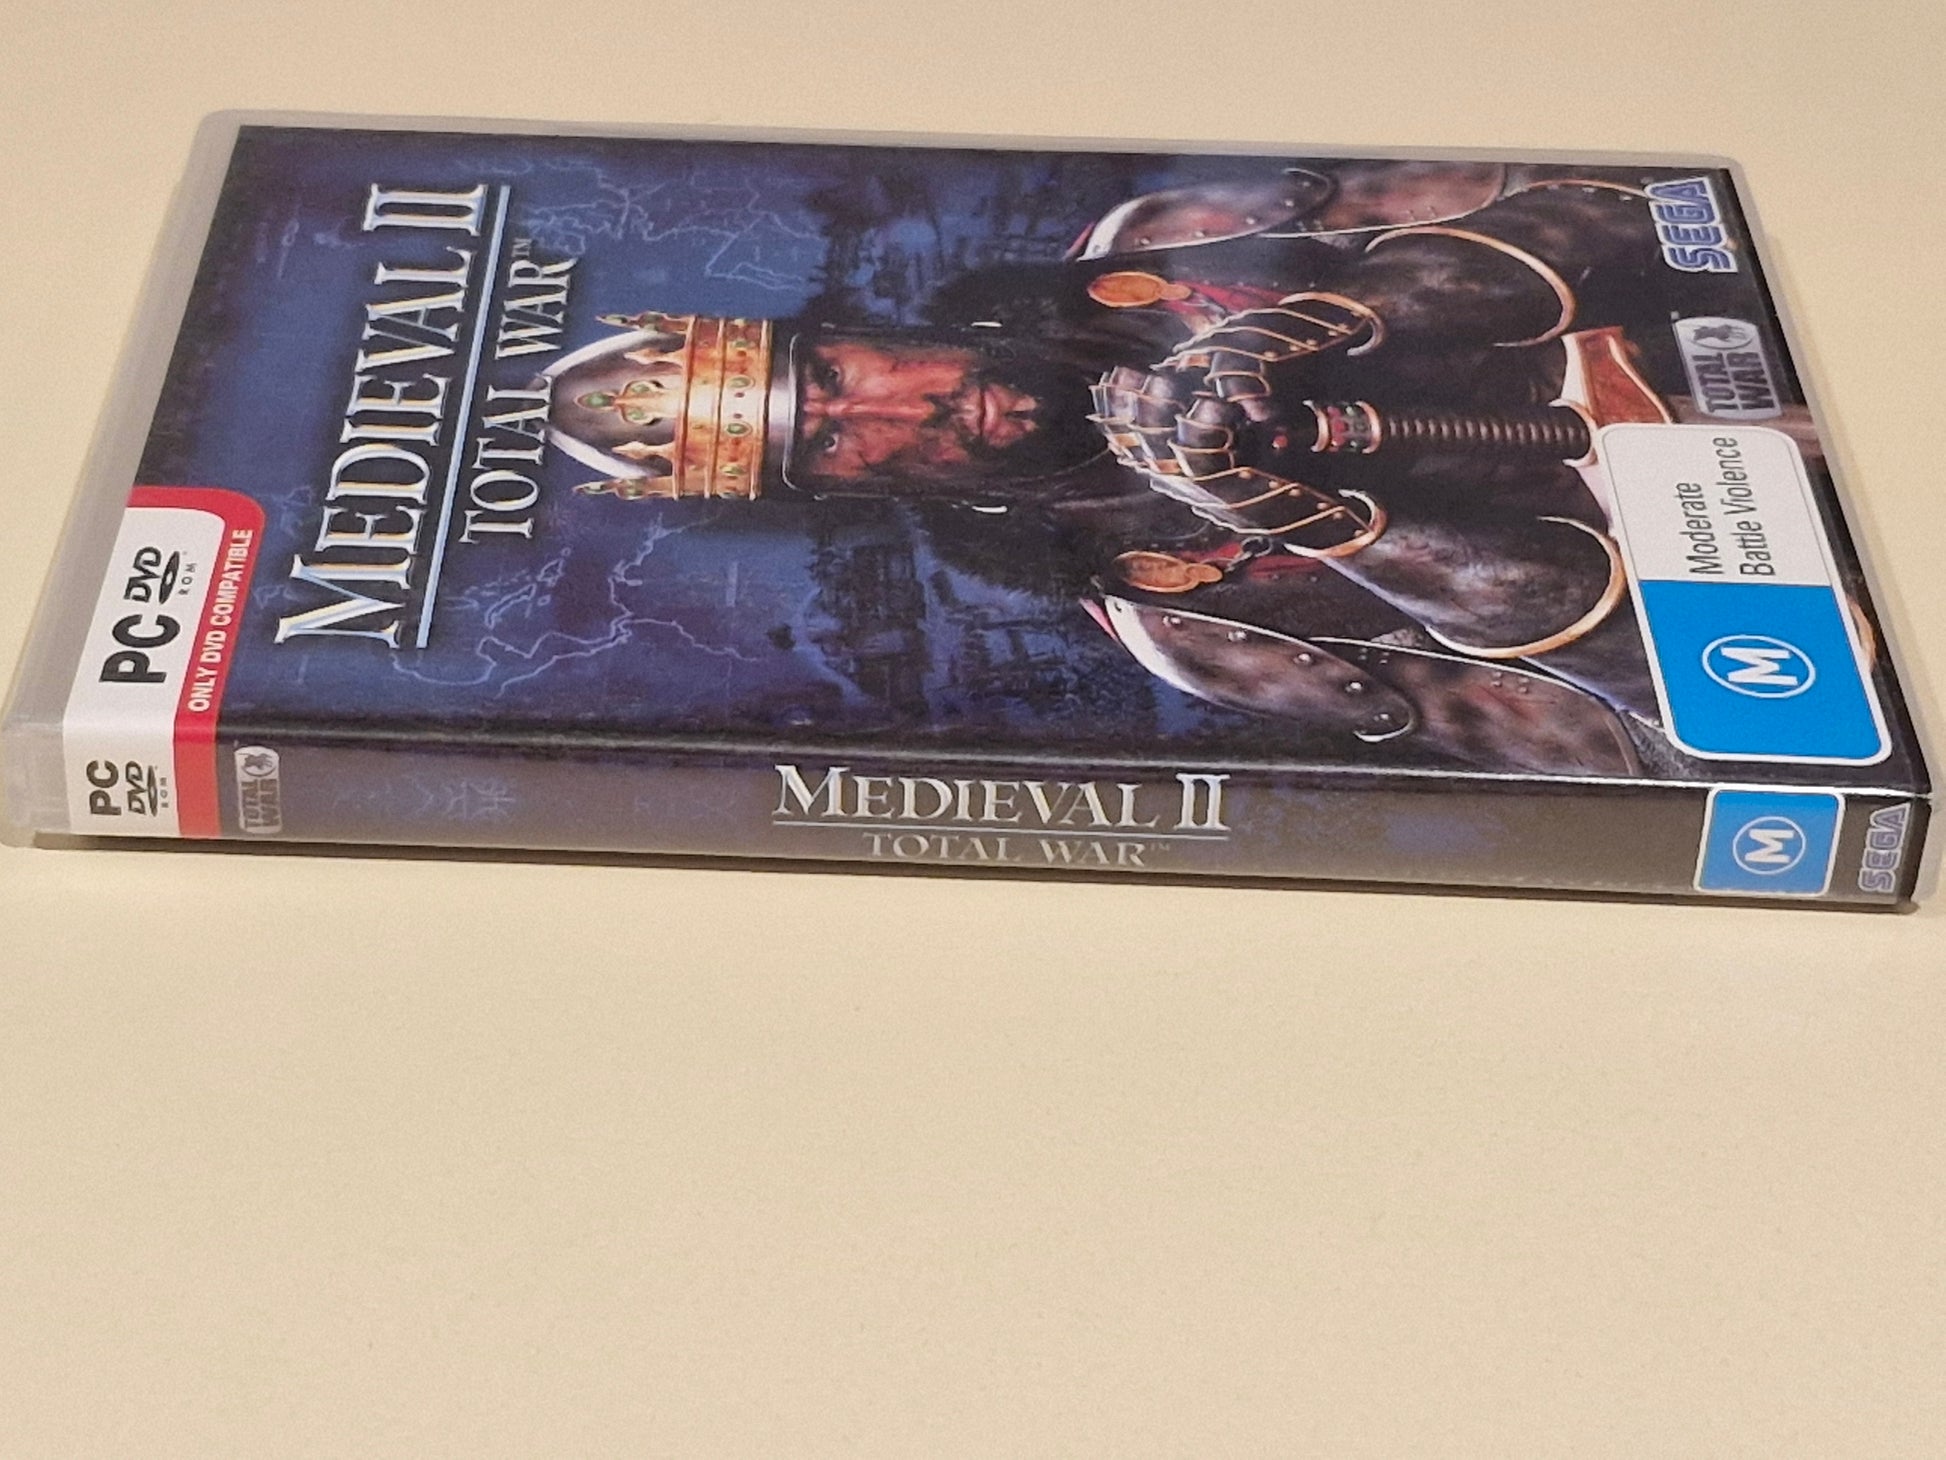 PC DVD
ROM
ONLY DVD COMPATIBLE
MEDIEVAL II
TOTAL WAR™
Moderate
Battle Violence
M
TOTAL
WAR
SEGA
PC
DVD
ROM
TOTAL
WAR
MEDIEVAL II
TOTAL WAR™
M
SEGA